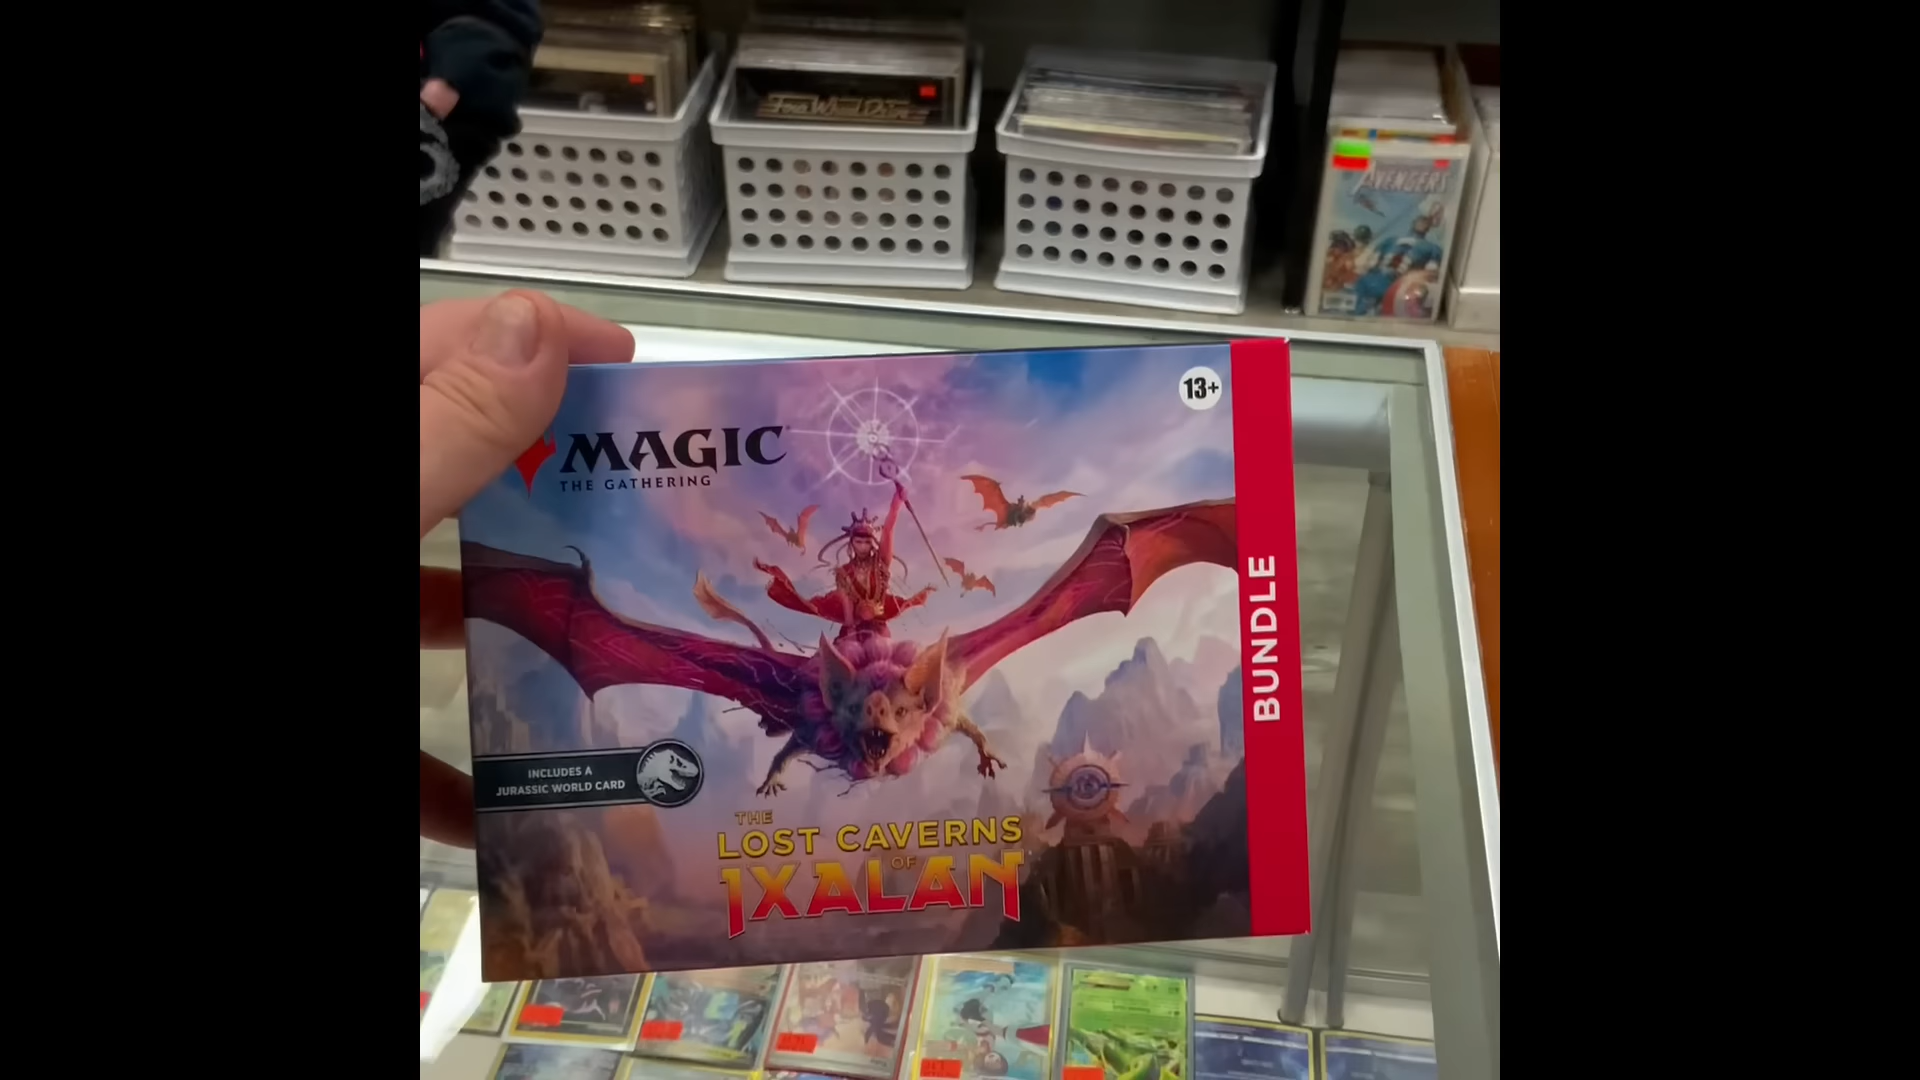 AVENGERS
13+
MAGIC
THE GATHERING
BUNDLE
INCLUDES A
JURASSIC WORLD CARD
THE
LOST CAVERNS
OF
IXALAN